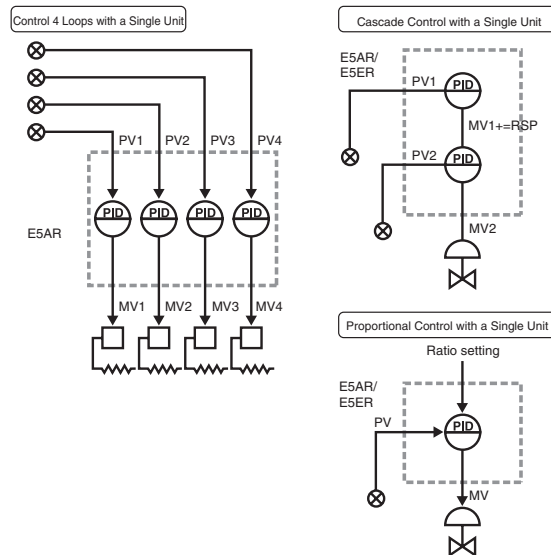 Control 4 Loops with a Single Unit
PV1
PV2
PV3
PV4
PID
PID
PID
PID
E5AR
MV1
MV2
MV3
MV4
Cascade Control with a Single Unit
E5AR/
E5ER
PV1
PID
MV1+=RSP
PV2
PID
MV2
Proportional Control with a Single Unit
Ratio setting
E5AR/
E5ER
PV
PID
MV